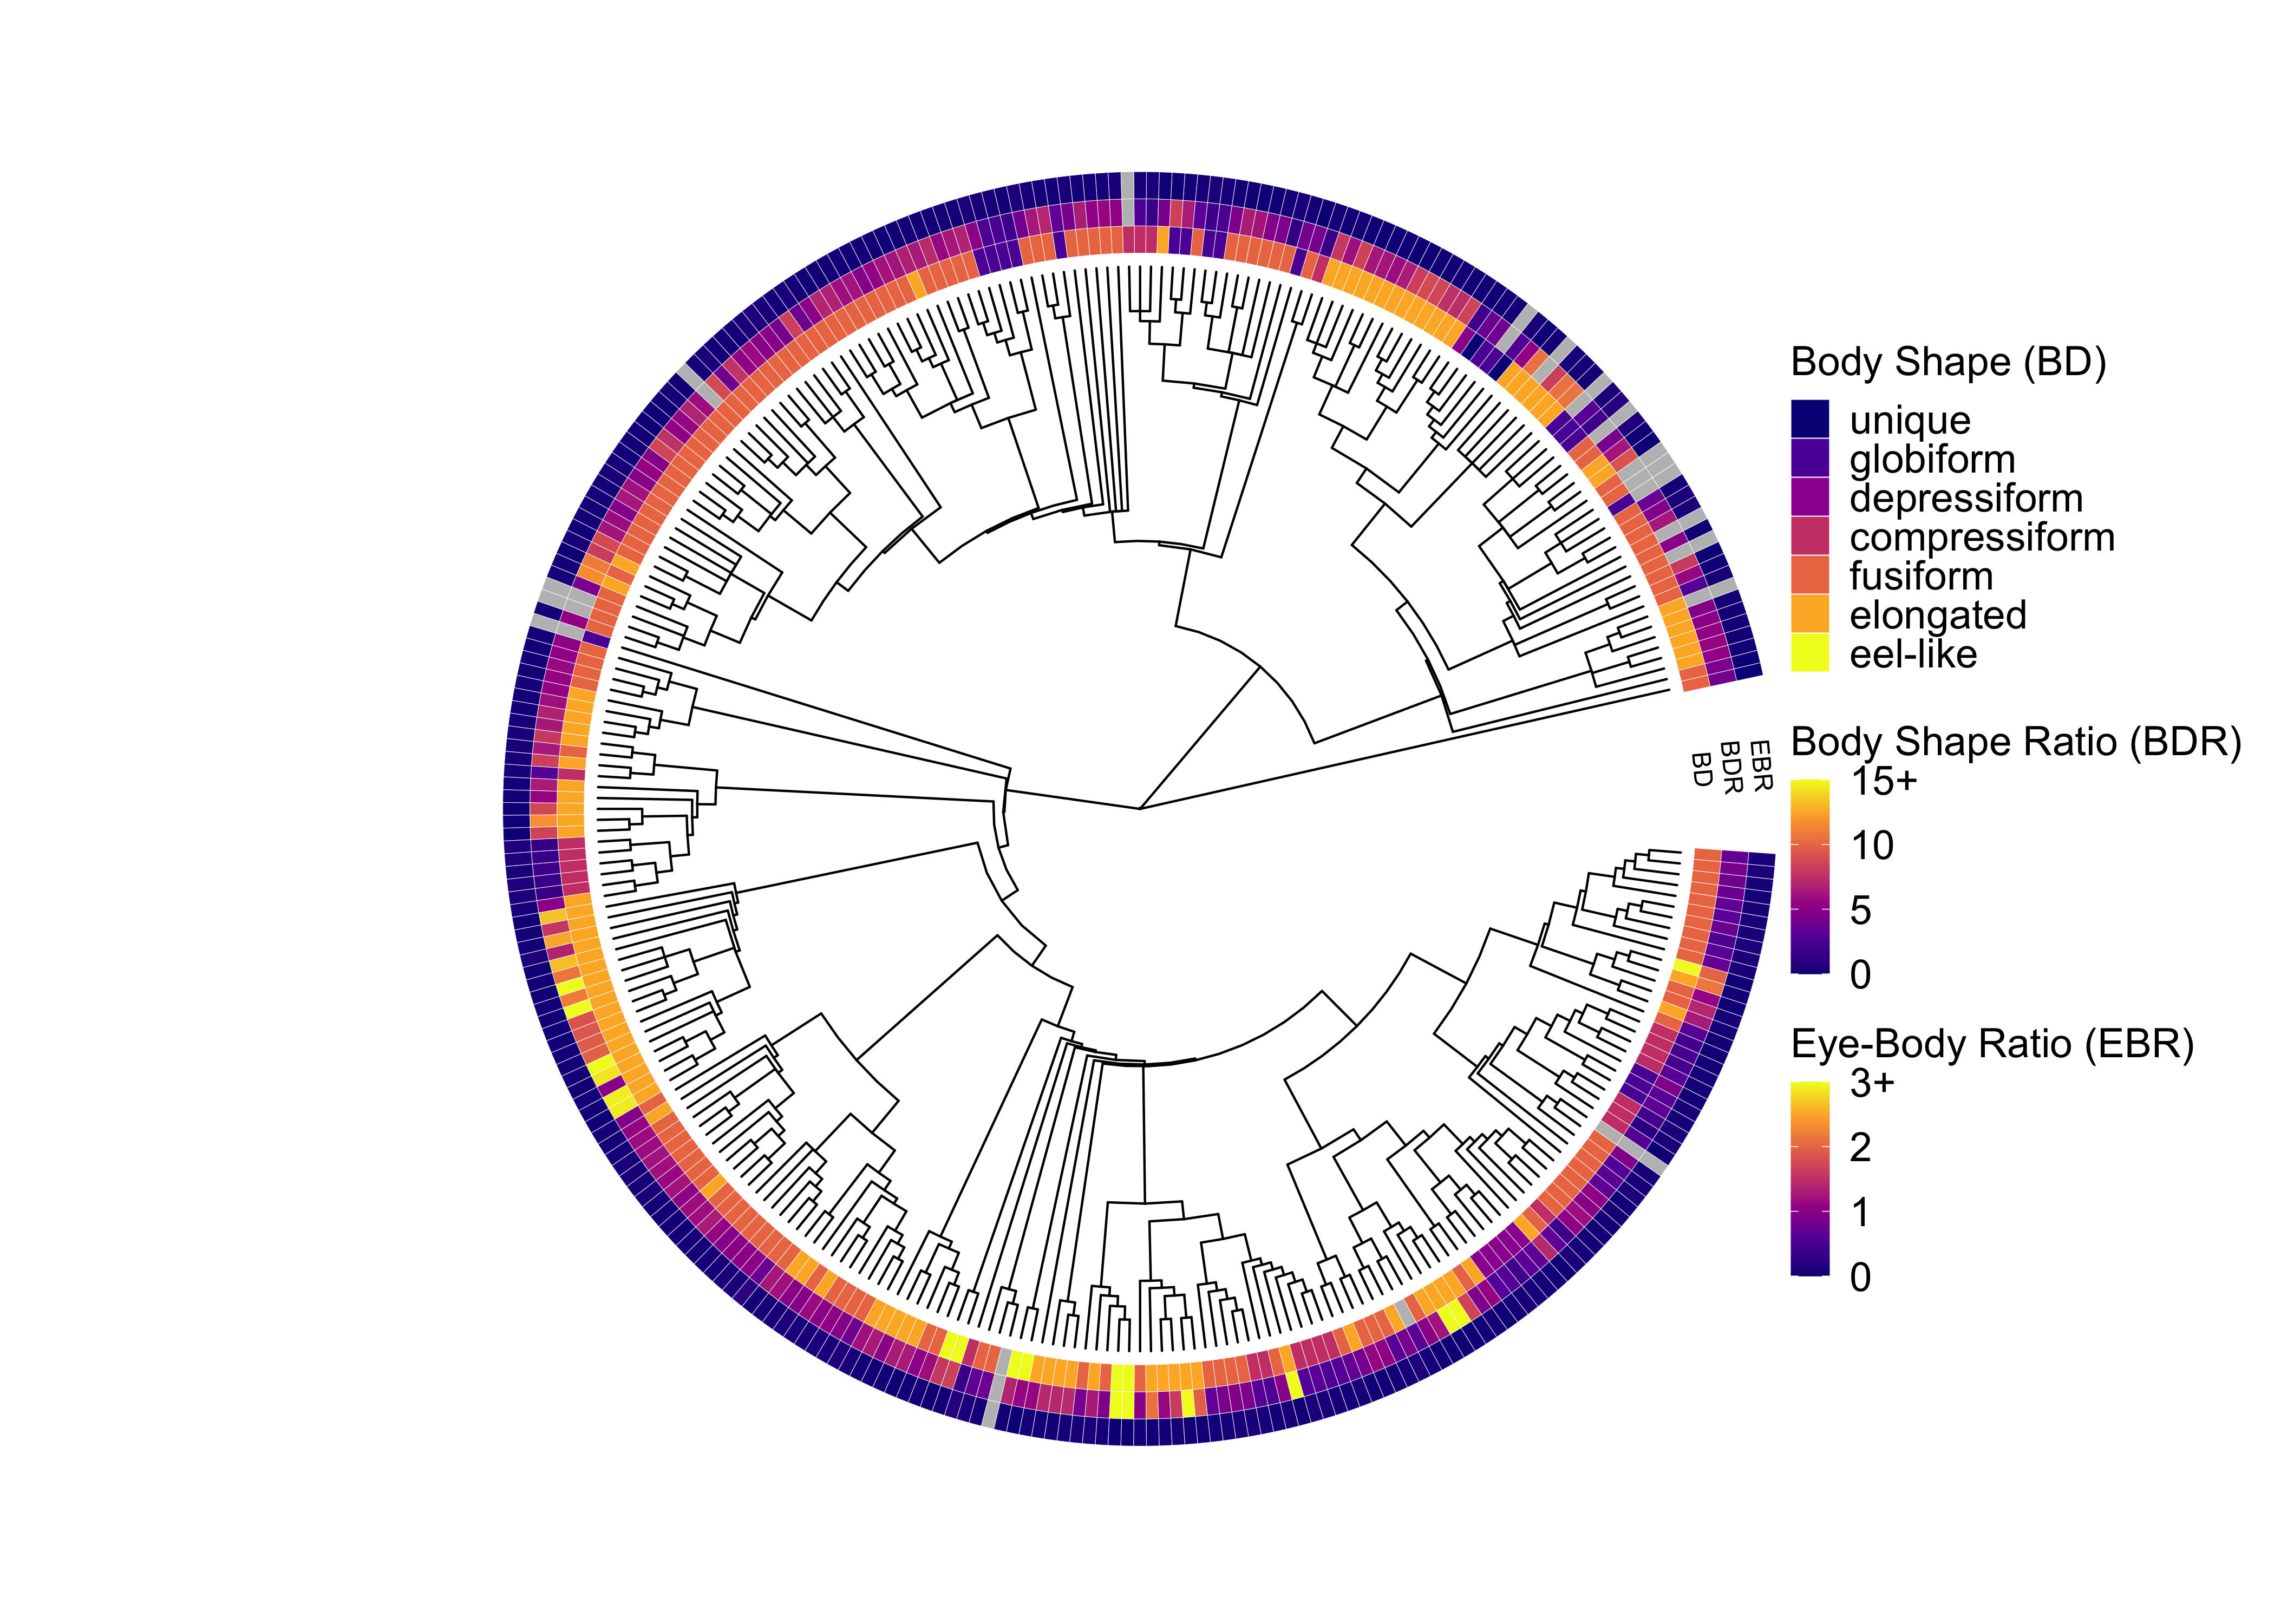 Body Shape (BD)
unique
globiform
depressiform
compressiform
fusiform
elongated
eel-like
BD
BDR
EBR
Body Shape Ratio (BDR)
15+
10
5
0
Eye-Body Ratio (EBR)
3+
2
1
0